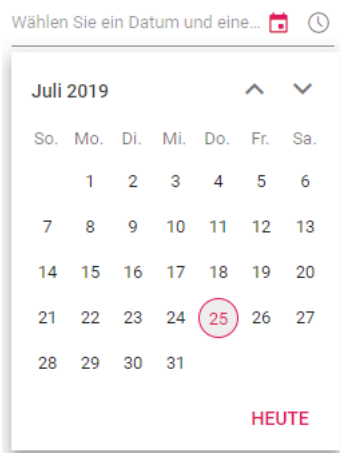 Wählen Sie ein Datum und eine...
Juli 2019
So. Mo. Di. Mi. Do. Fr. Sa.
1 2 3 4 5 6
7 8 9 10 11 12 13
14 15 16 17 18 19 20
21 22 23 24 25 26 27
28 29 30 31
HEUTE